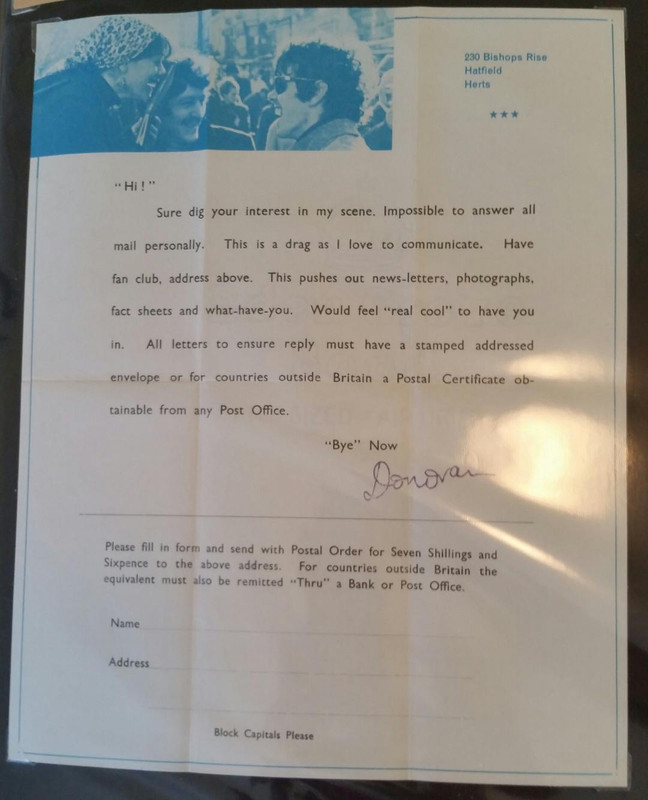 230 Bishops Rise
Hatfield
Herts
★★★
"Hi!"
Sure dig your interest in my scene. Impossible to answer all
mail personally. This is a drag as I love to communicate. Have
fan club, address above. This pushes out news-letters, photographs,
fact sheets and what-have-you. Would feel "real cool" to have you
in. All letters to ensure reply must have a stamped addressed
envelope or for countries outside Britain a Postal Certificate ob-
tainable from any Post Office.
"Bye" Now
Donovan
Please fill in form and send with Postal Order for Seven Shillings and
Sixpence to the above address. For countries outside Britain the
equivalent must also be remitted "Thru" a Bank or Post Office.
Name
Address
Block Capitals Please